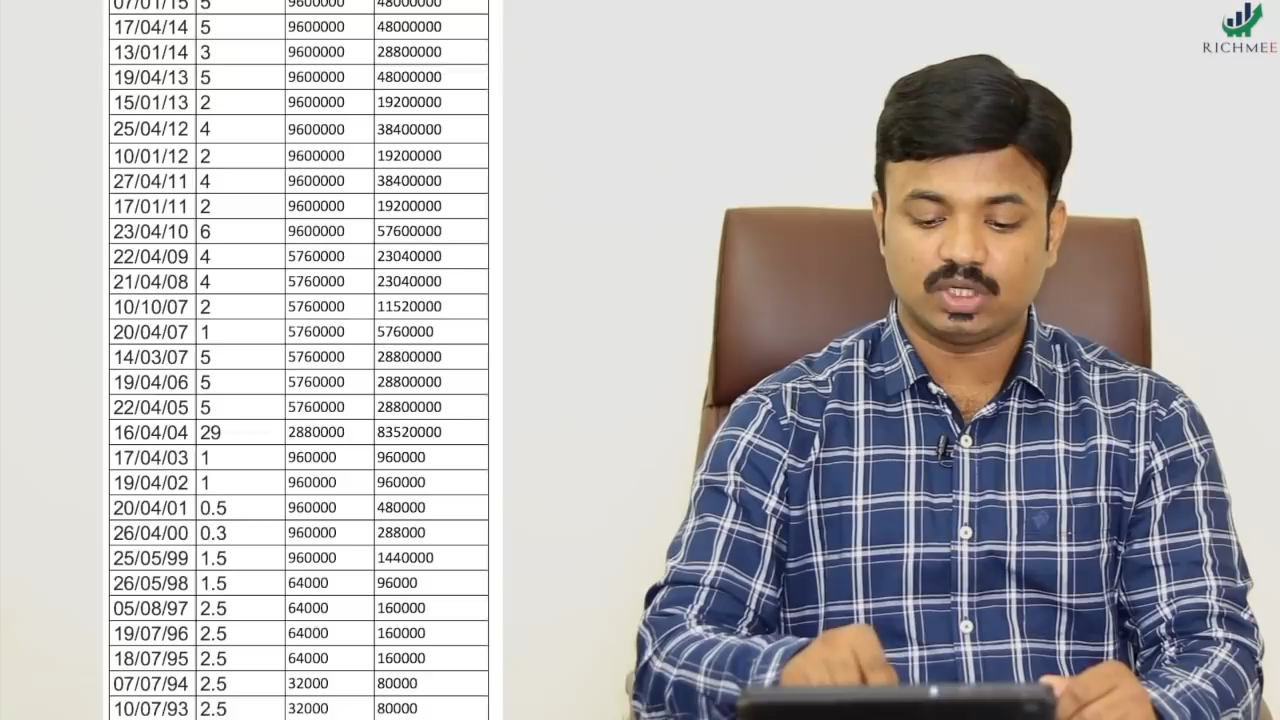 07/01/15 5 9600000 48000000
17/04/14 5 9600000 48000000
13/01/14 3 9600000 28800000
19/04/13 5 9600000 48000000
15/01/13 2 9600000 19200000
25/04/12 4 9600000 38400000
10/01/12 2 9600000 19200000
27/04/11 4 9600000 38400000
17/01/11 2 9600000 19200000
23/04/10 6 9600000 57600000
22/04/09 4 5760000 23040000
21/04/08 4 5760000 23040000
10/10/07 2 5760000 11520000
20/04/07 1 5760000 5760000
14/03/07 5 5760000 28800000
19/04/06 5 5760000 28800000
22/04/05 5 5760000 28800000
16/04/04 29 2880000 83520000
17/04/03 1 960000 960000
19/04/02 1 960000 960000
20/04/01 0.5 960000 480000
26/04/00 0.3 960000 288000
25/05/99 1.5 960000 1440000
26/05/98 1.5 64000 96000
05/08/97 2.5 64000 160000
19/07/96 2.5 64000 160000
18/07/95 2.5 64000 160000
07/07/94 2.5 32000 80000
10/07/93 2.5 32000 80000
RICHMEE